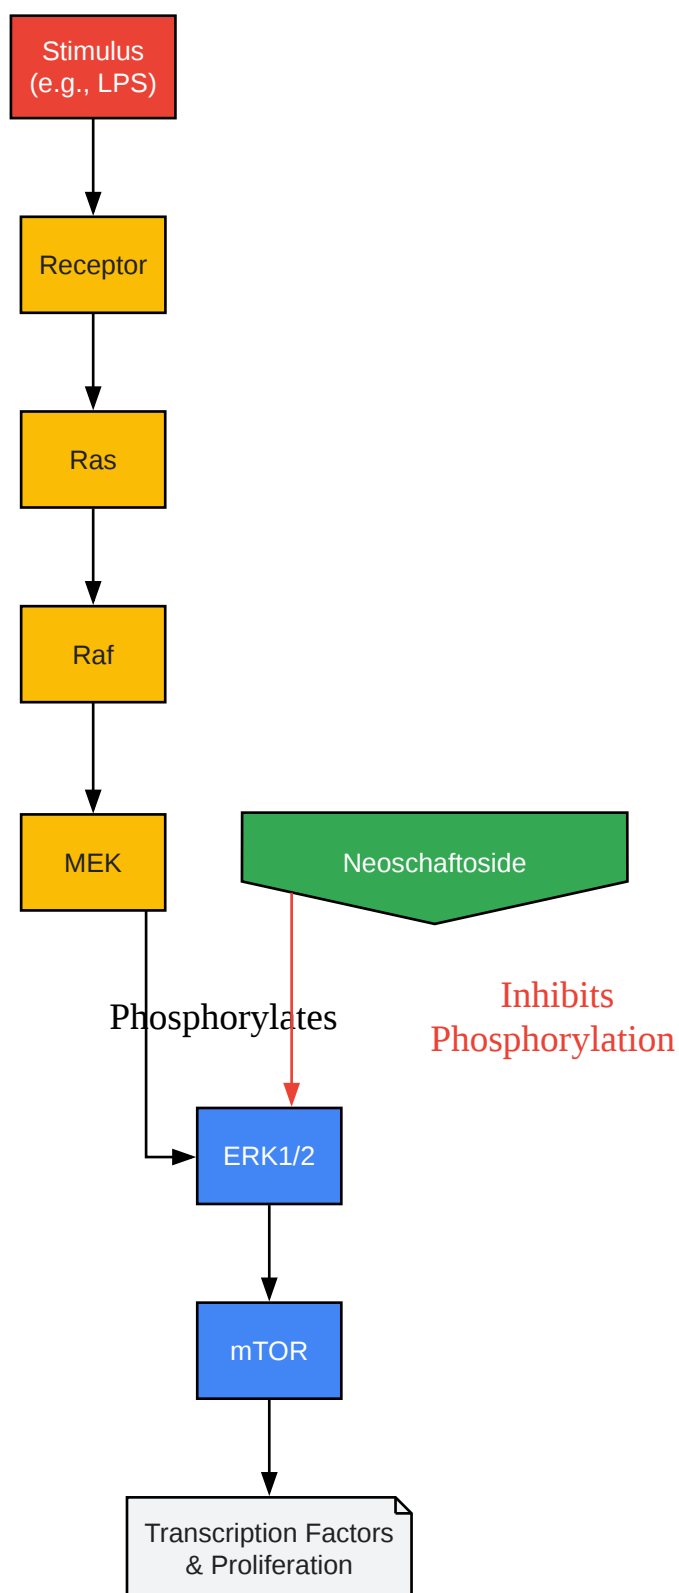 Stimulus
(e.g., LPS)
Receptor
Ras
Raf
MEK
Neoschaftoside
Phosphorylates
Inhibits
Phosphorylation
ERK1/2
mTOR
Transcription Factors
& Proliferation